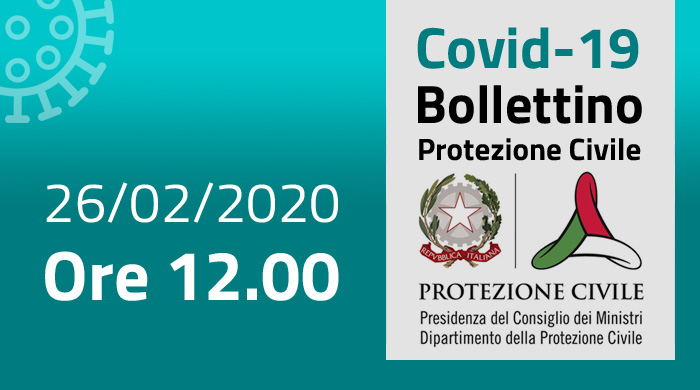 26/02/2020
Ore 12.00
Covid-19
Bollettino
Protezione Civile
REPVBBLICA ITALIANA
PROTEZIONE CIVILE
Presidenza del Consiglio dei Ministri
Dipartimento della Protezione Civile